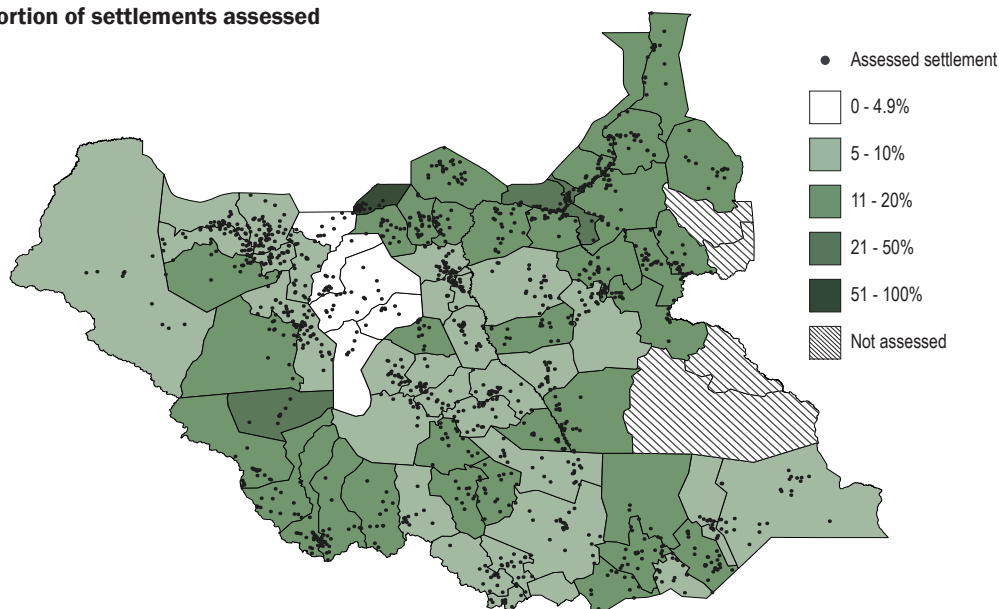 ortion of settlements assessed
Assessed settlement
0 - 4.9%
5 - 10%
11 - 20%
21 - 50%
51 - 100%
Not assessed